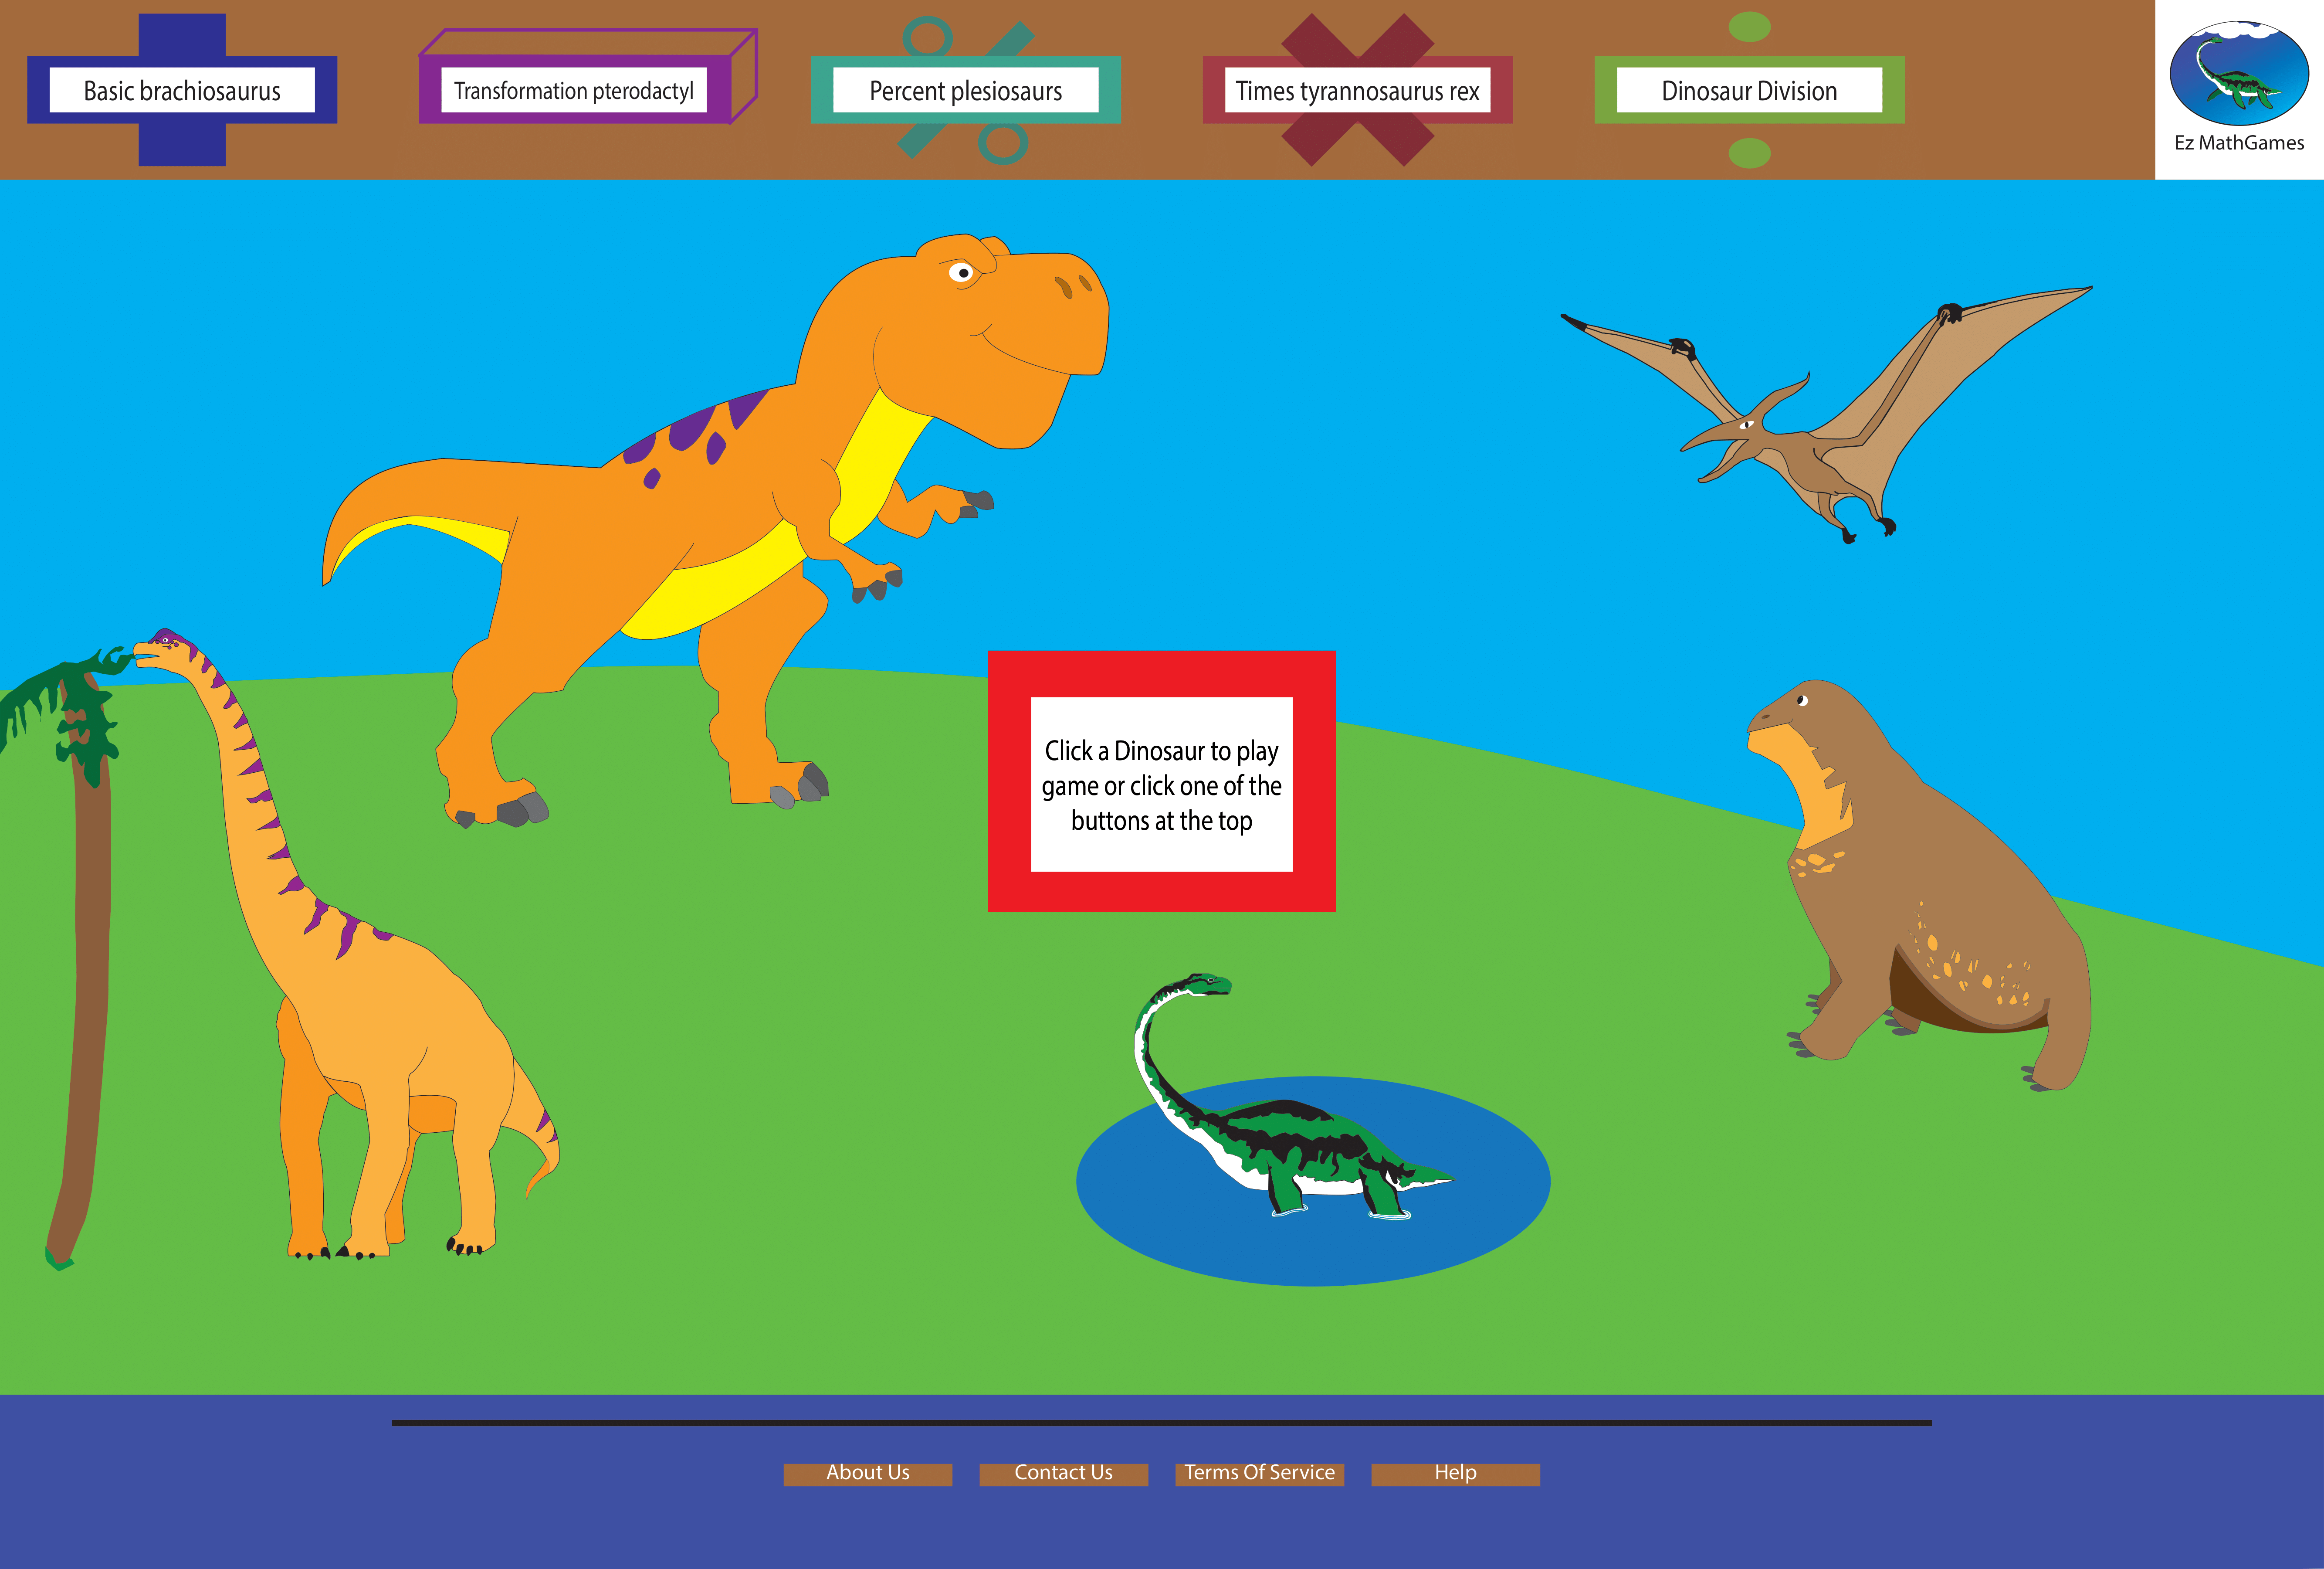 Basic brachiosaurus
Transformation pterodactyl
Percent plesiosaurs
Times tyrannosaurus rex
Dinosaur Division
Ez MathGames
Click a Dinosaur to play
game or click one of the
buttons at the top
About Us
Contact Us
Terms Of Service
Help